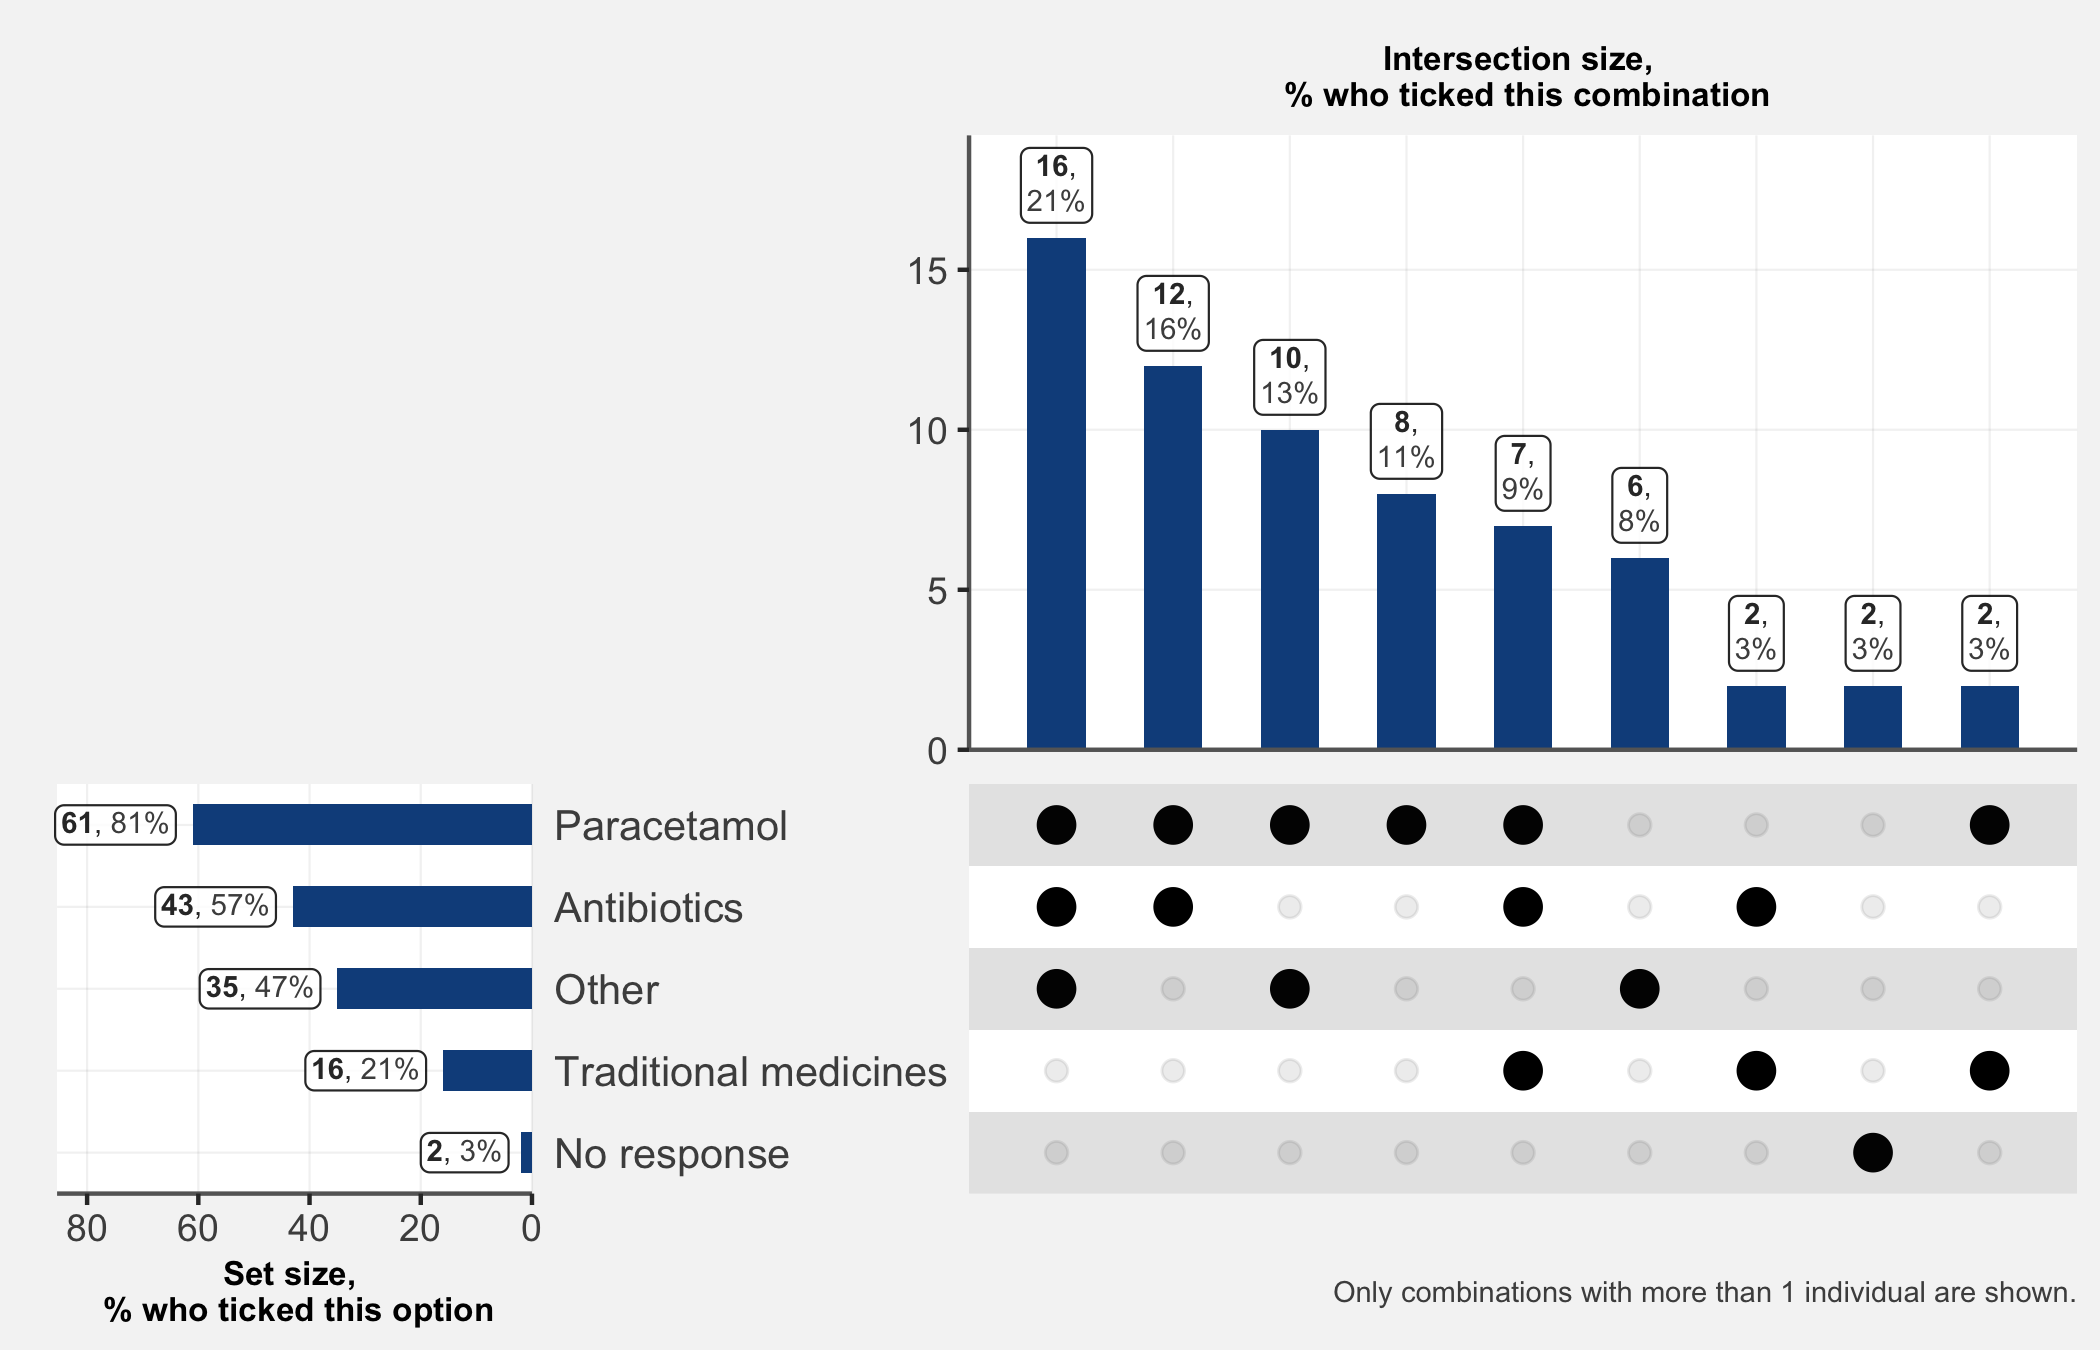 Intersection size,
% who ticked this combination
16,
21%
12,
16%
10,
13%
8,
11%
7,
9%
6,
8%
2,
3%
2,
3%
2,
3%
15
10
5
0
61, 81%
Paracetamol
43, 57%
Antibiotics
35, 47%
Other
16, 21%
Traditional medicines
2, 3%
No response
80 60 40 20 0
Set size,
% who ticked this option
Only combinations with more than 1 individual are shown.